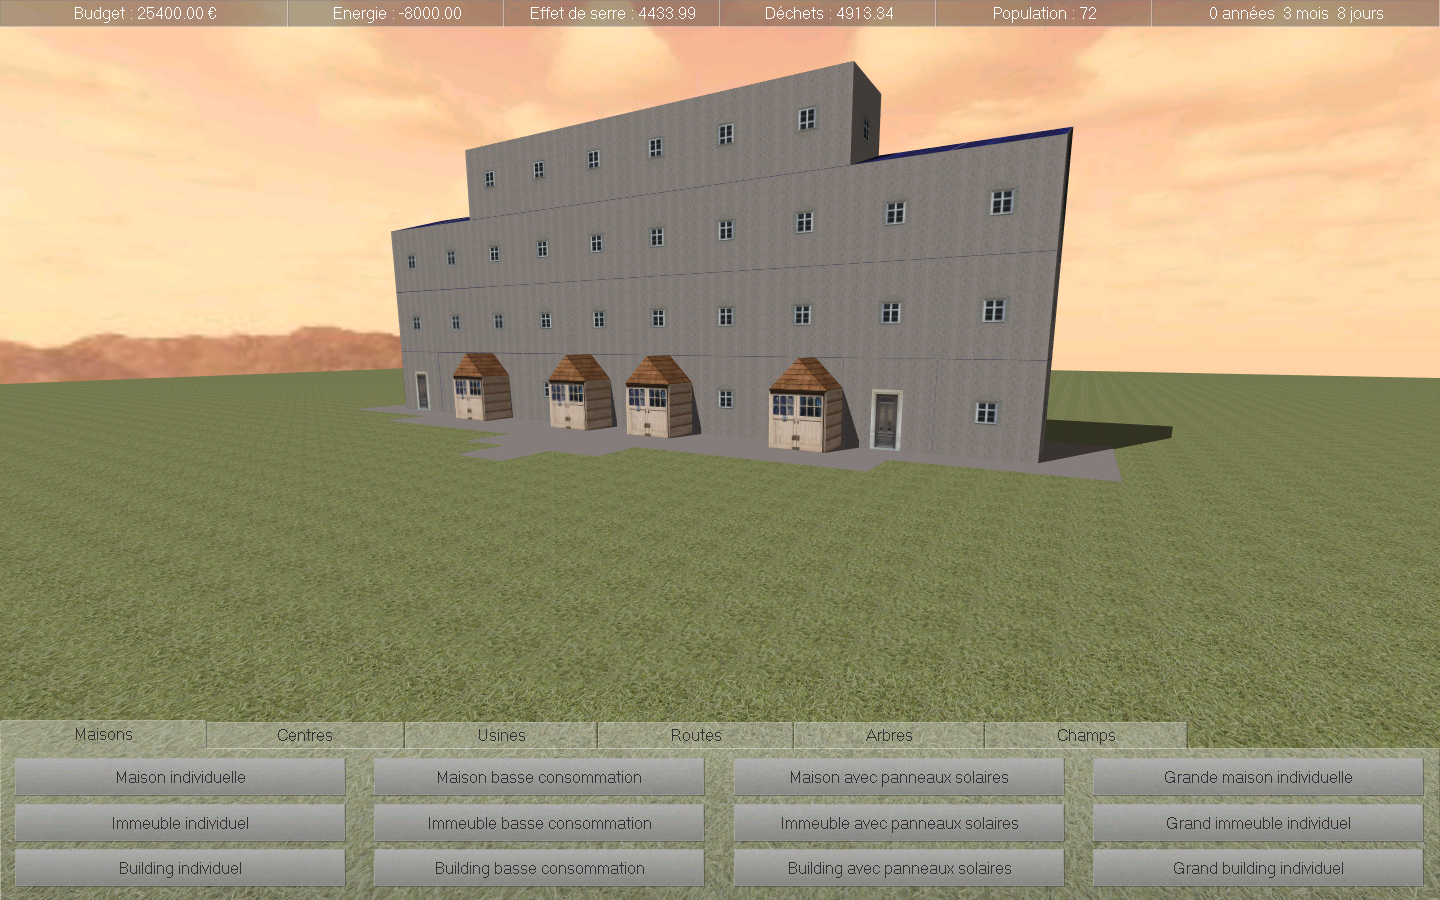 Budget : 25400.00 €
Energie : -8000.00
Effet de serre : 4433.99
Déchets : 4913.34
Population : 72
0 années 3 mois 8 jours
Maisons
Centres
Usines
Routes
Arbres
Champs
Maison individuelle
Maison basse consommation
Maison avec panneaux solaires
Grande maison individuelle
Immeuble individuel
Immeuble basse consommation
Immeuble avec panneaux solaires
Grand immeuble individuel
Building individuel
Building basse consommation
Building avec panneaux solaires
Grand building individuel